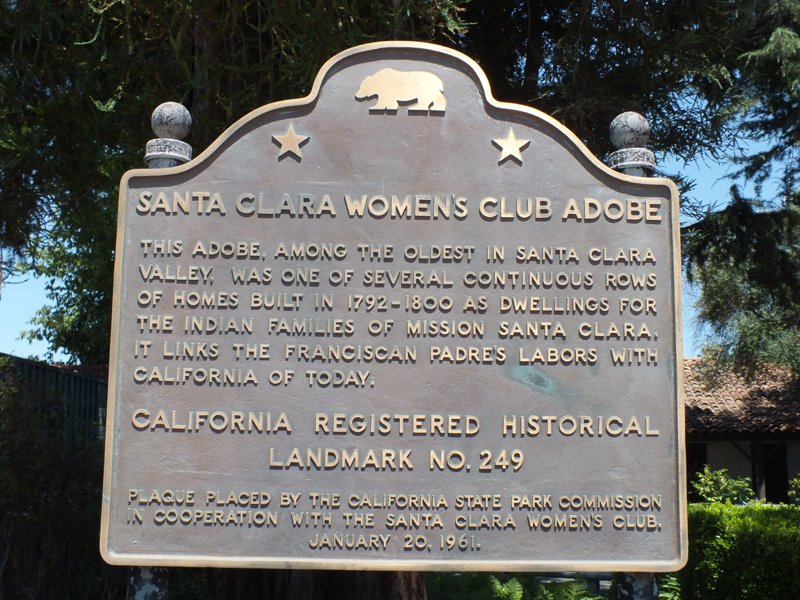 SANTA CLARA WOMEN'S CLUB ADOBE
THIS ADOBE, AMONG THE OLDEST IN SANTA CLARA
VALLEY, WAS ONE OF SEVERAL CONTINUOUS ROWS
OF HOMES BUILT IN 1792-1800 AS DWELLINGS FOR
THE INDIAN FAMILIES OF MISSION SANTA CLARA.
IT LINKS THE FRANCISCAN PADRE'S LABORS WITH
CALIFORNIA OF TODAY.
CALIFORNIA REGISTERED HISTORICAL
LANDMARK NO. 249
PLAQUE PLACED BY THE CALIFORNIA STATE PARK COMMISSION
IN COOPERATION WITH THE SANTA CLARA WOMEN'S CLUB,
JANUARY 20, 1961.